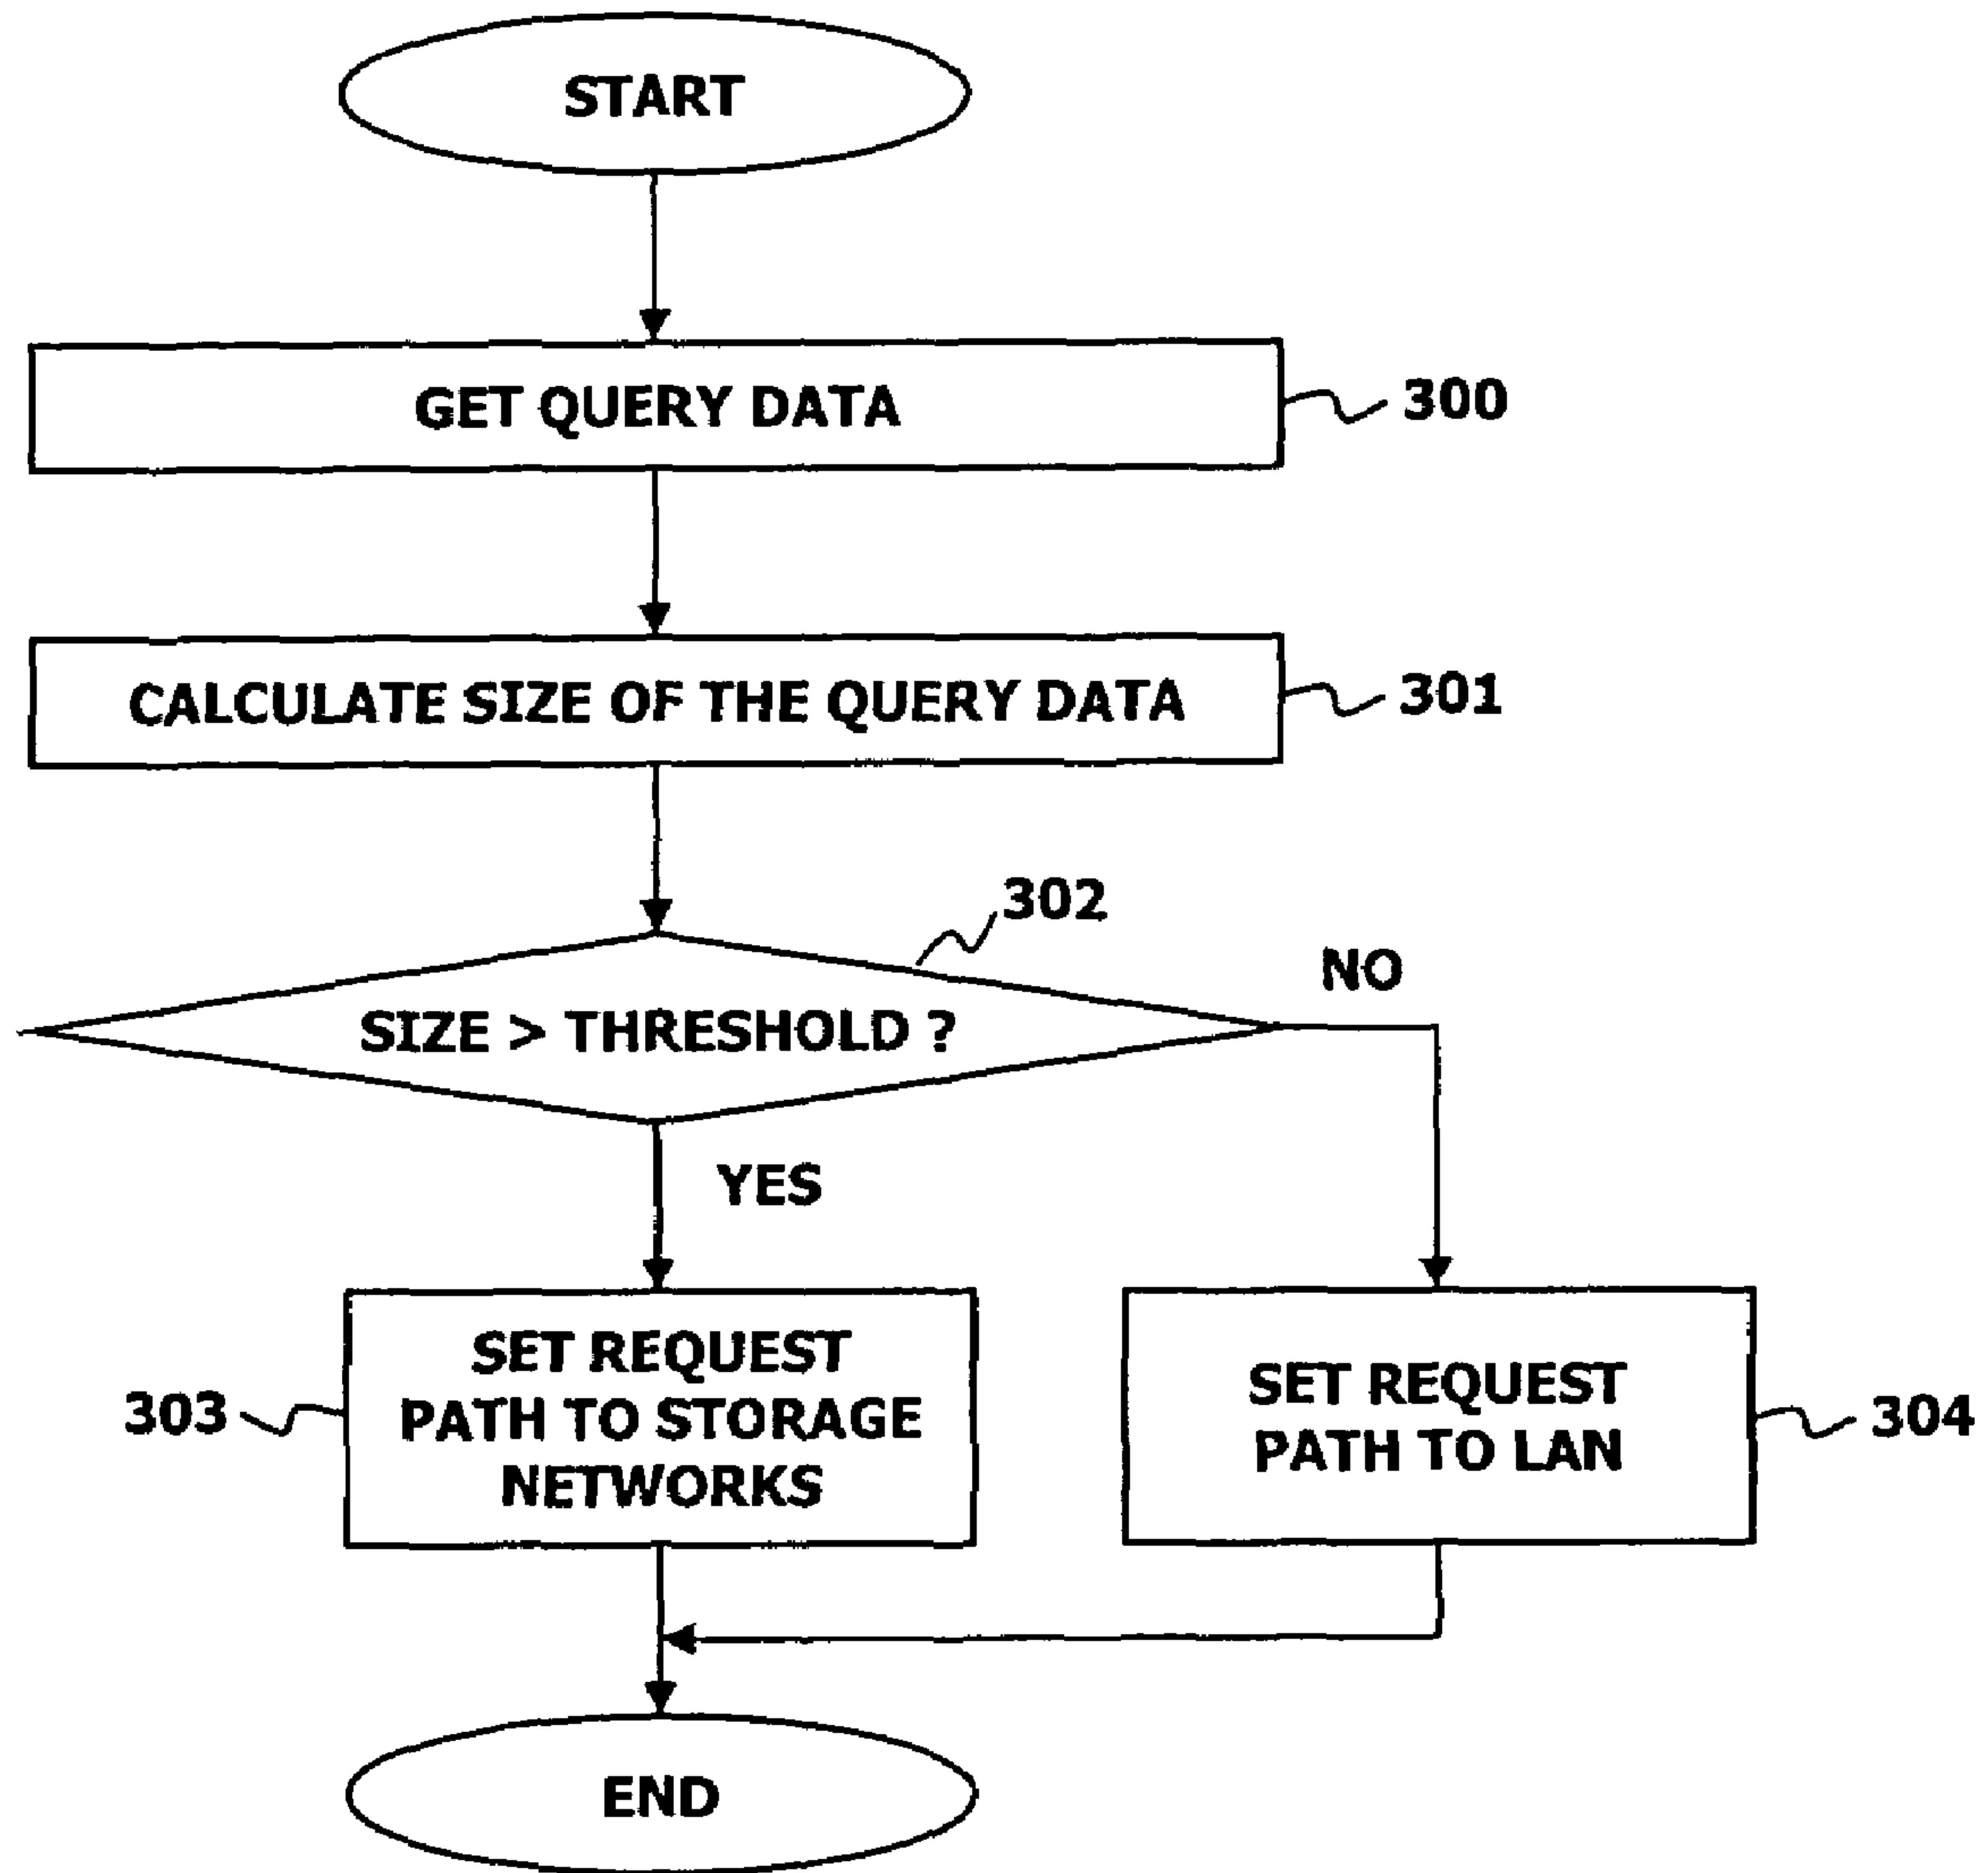 START
GET QUERY DATA
300
CALCULATE SIZE OF THE QUERY DATA
301
302
NO
SIZE > THRESHOLD ?
YES
SET REQUEST
PATH TO STORAGE
NETWORKS
303
SET REQUEST
PATH TO LAN
304
END